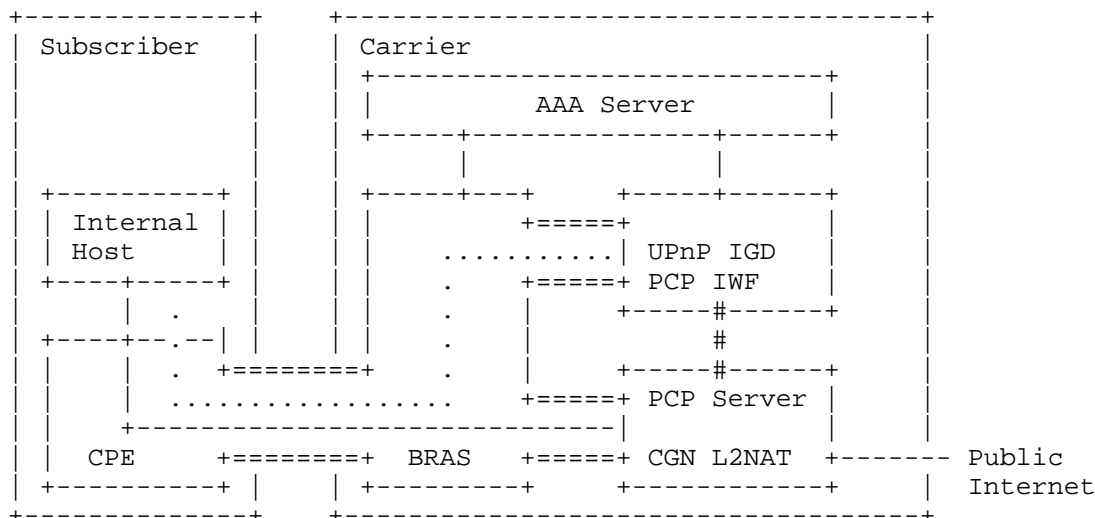 Subscriber
Carrier
AAA Server
Internal
Host
UPnP IGD
PCP IWF
PCP Server
CPE
BRAS
CGN L2NAT
Public
Internet